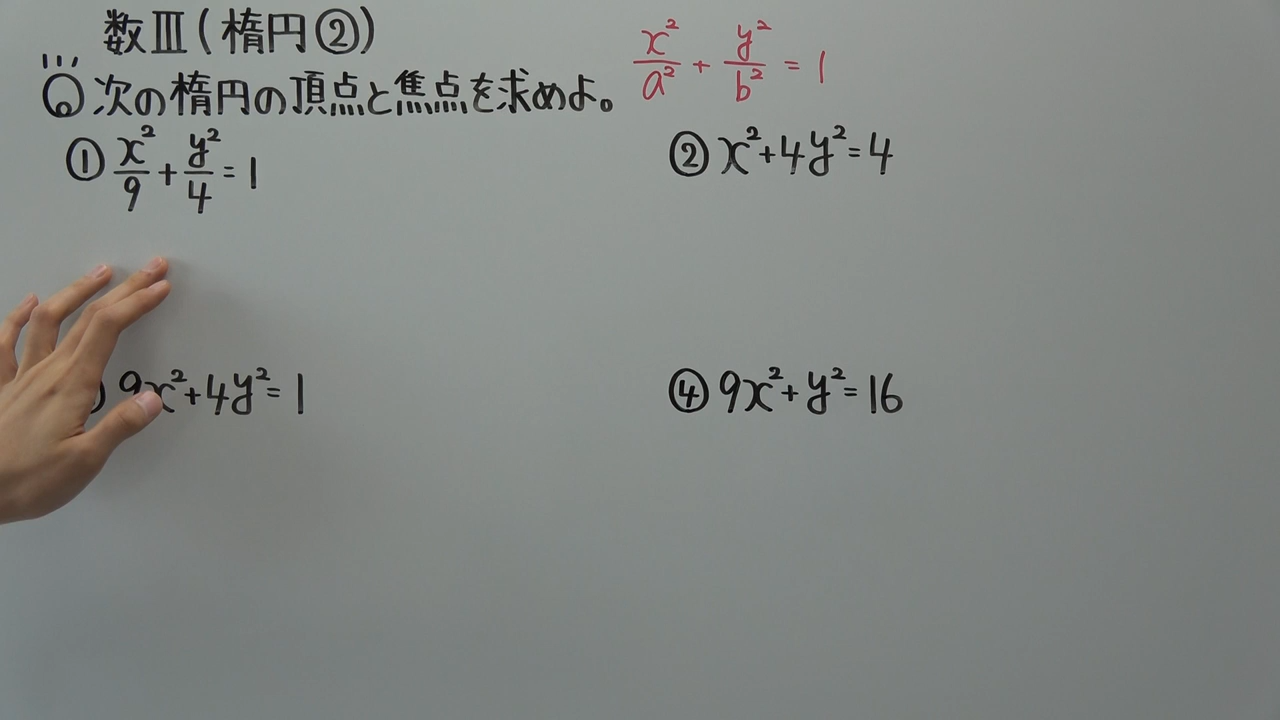 数Ⅲ(楕円②)
x²/a² + y²/b² = 1
Q 次の楕円の頂点と焦点を求めよ。
① x²/9 + y²/4 = 1
② x²+4y²=4
9x²+4y²=1
④ 9x²+y²=16